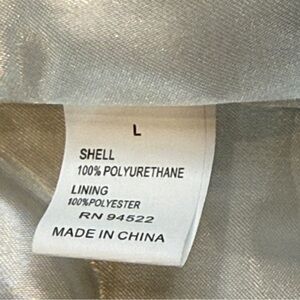 L
SHELL
100% POLYURETHANE
LINING
100%POLYESTER
RN 94522
MADE IN CHINA